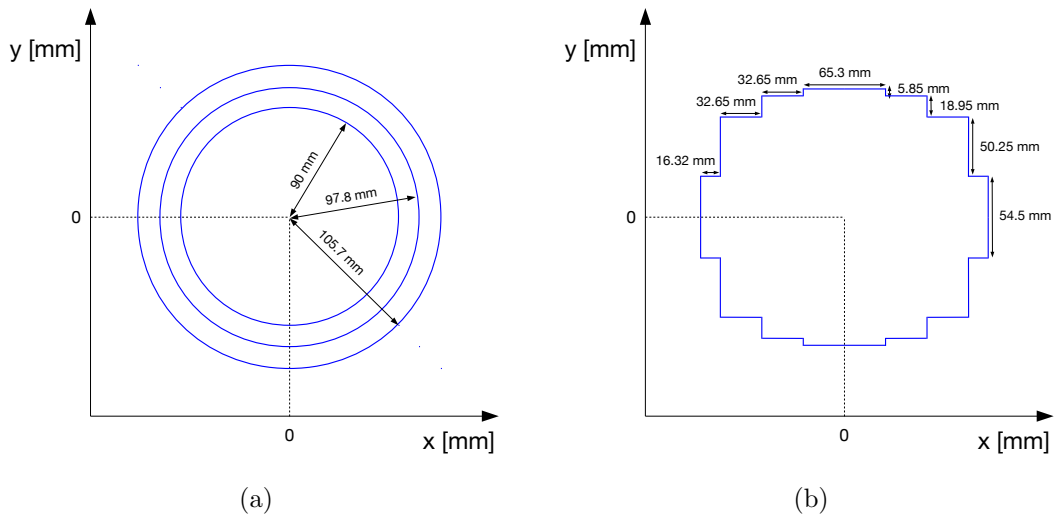 y [mm]
90 mm
97.8 mm
105.7 mm
0
0
x [mm]
(a)
y [mm]
65.3 mm
32.65 mm
5.85 mm
32.65 mm
18.95 mm
50.25 mm
16.32 mm
54.5 mm
0
0
x [mm]
(b)